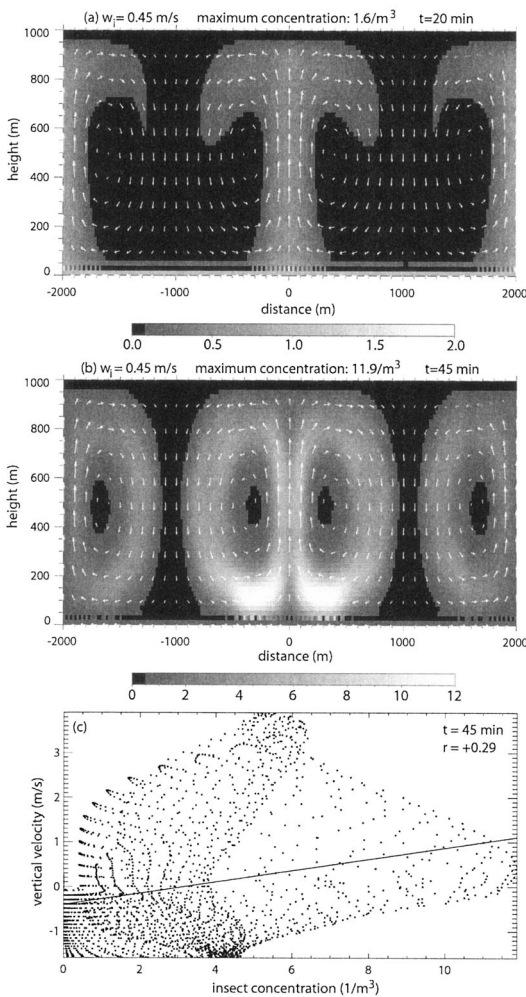 (a) wᵢ = 0.45 m/s maximum concentration: 1.6/m³ t=20 min
1000
800
600
400
200
0
height (m)
-2000 -1000 0 1000 2000
distance (m)
0.0 0.5 1.0 1.5 2.0
(b) wᵢ = 0.45 m/s maximum concentration: 11.9/m³ t=45 min
1000
800
600
400
200
0
height (m)
-2000 -1000 0 1000 2000
distance (m)
0 2 4 6 8 10 12
(c) t = 45 min
r = +0.29
3
2
1
0
-1
vertical velocity (m/s)
0 2 4 6 8 10
insect concentration (1/m³)